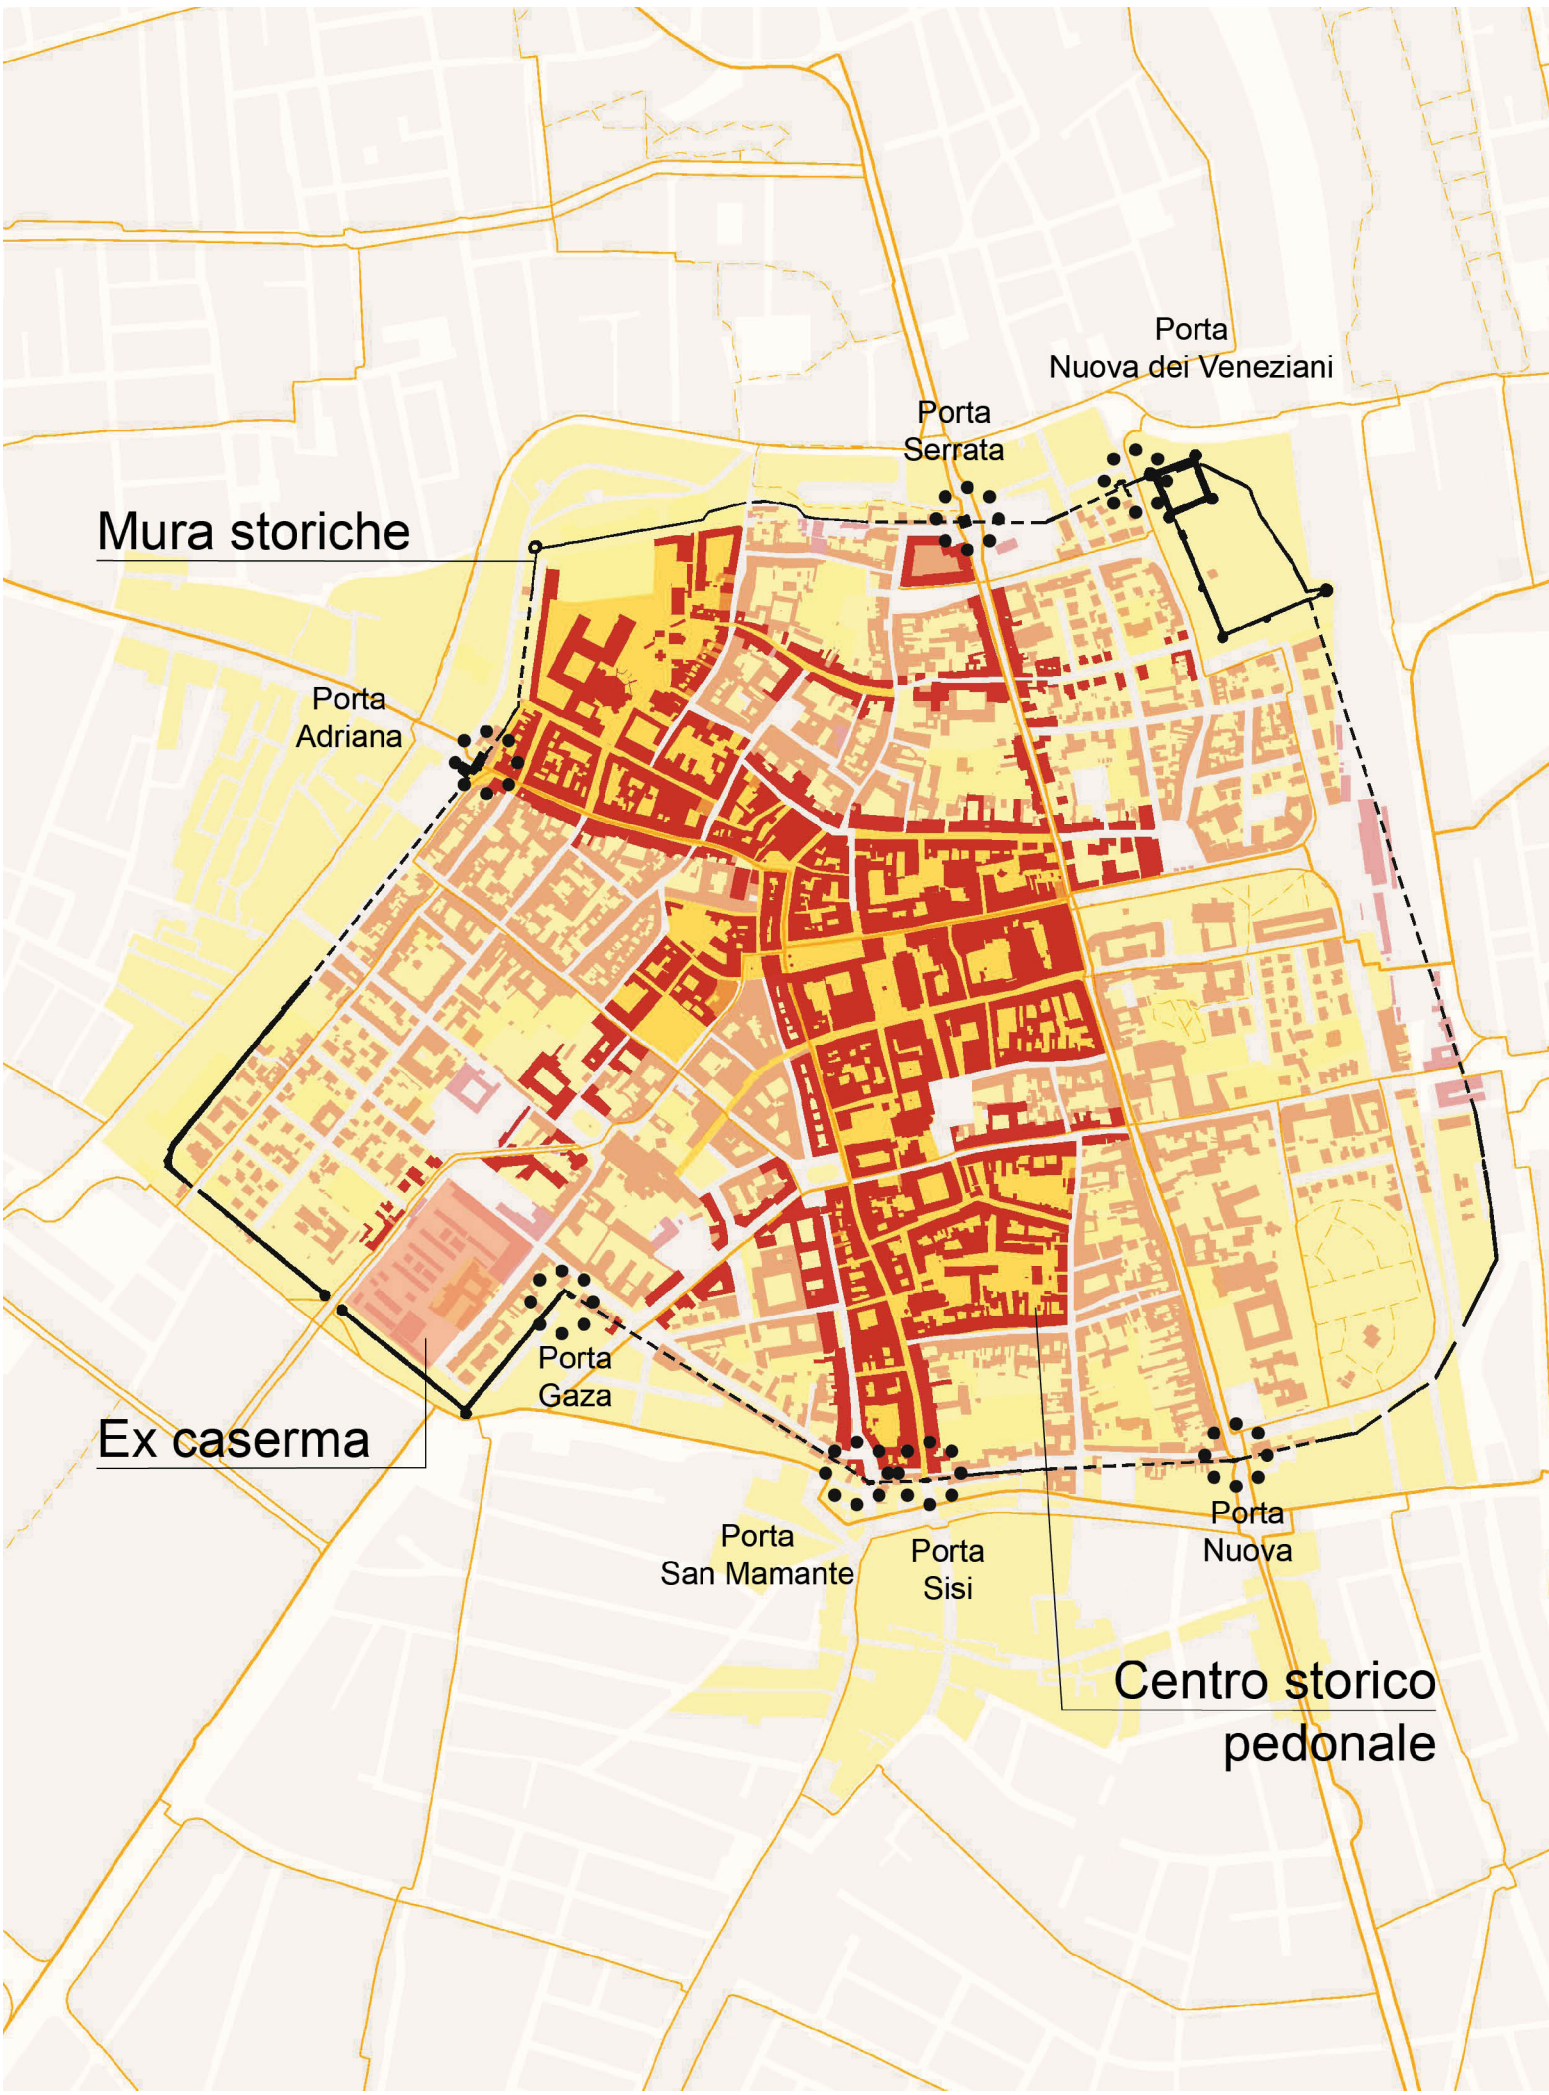 Porta
Nuova dei Veneziani
Porta
Serrata
Mura storiche
Porta
Adriana
Porta
Gaza
Ex caserma
Porta
San Mamante
Porta
Sisi
Porta
Nuova
Centro storico
pedonale